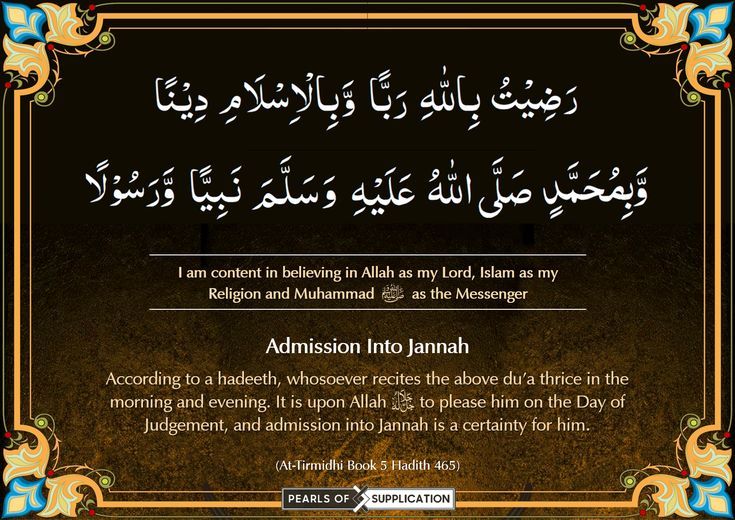 رَضِيْتُ بِاللّٰهِ رَبًّا وَّبِالْاِسْلَامِ دِيْنًا
وَّبِمُحَمَّدٍ صَلَّى اللّٰهُ عَلَيْهِ وَسَلَّمَ نَبِيًّا وَّرَسُوْلًا
I am content in believing in Allah as my Lord, Islam as my
Religion and Muhammad ﷺ as the Messenger
Admission Into Jannah
According to a hadeeth, whosoever recites the above du’a thrice in the
morning and evening. It is upon Allah ﷻ to please him on the Day of
Judgement, and admission into Jannah is a certainty for him.
(At-Tirmidhi Book 5 Hadith 465)
PEARLS OF SUPPLICATION